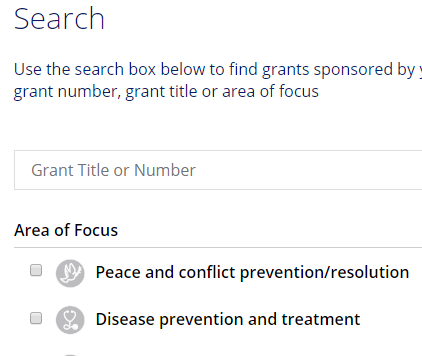 Search
Use the search box below to find grants sponsored by
grant number, grant title or area of focus
Grant Title or Number
Area of Focus
Peace and conflict prevention/resolution
Disease prevention and treatment